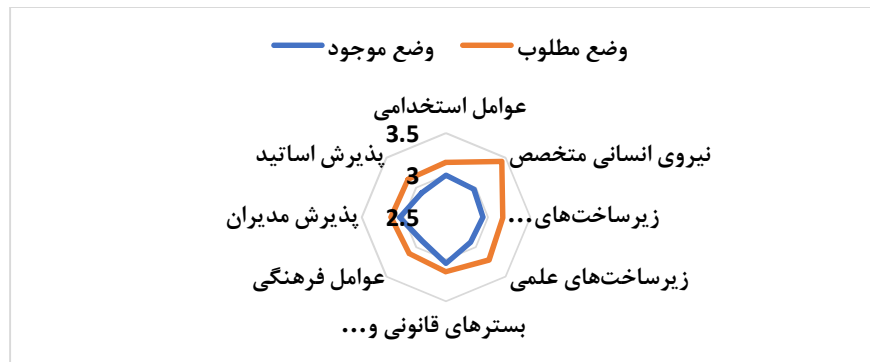 وضع موجود
وضع مطلوب
عوامل استخدامی
نیروی انسانی متخصص
زیرساخت‌های...
زیرساخت‌های علمی
بسترهای قانونی و...
عوامل فرهنگی
پذیرش مدیران
پذیرش اساتید
3.5
3
2.5